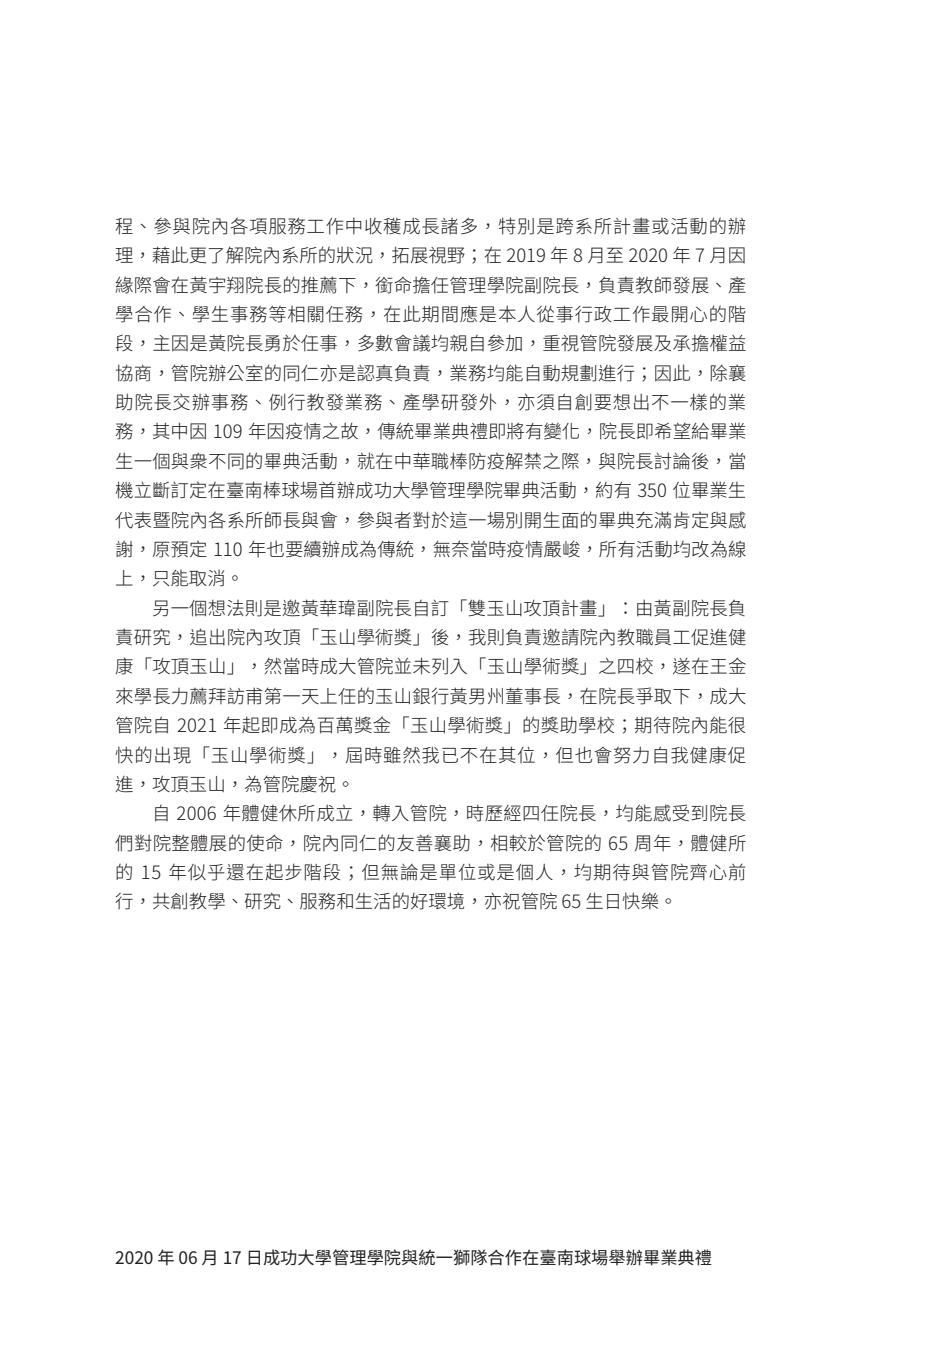 程、參與院內各項服務工作中收穫成長諸多，特別是跨系所計畫或活動的辦
理，藉此更了解院內系所的狀況，拓展視野；在 2019 年 8 月至 2020 年 7 月因
緣際會在黃宇翔院長的推薦下，銜命擔任管理學院副院長，負責教師發展、產
學合作、學生事務等相關任務，在此期間應是本人從事行政工作最開心的階
段，主因是黃院長勇於任事，多數會議均親自參加，重視管院發展及承擔權益
協商，管院辦公室的同仁亦是認真負責，業務均能自動規劃進行；因此，除襄
助院長交辦事務、例行教發業務、產學研發外，亦須自創要想出不一樣的業
務，其中因 109 年因疫情之故，傳統畢業典禮即將有變化，院長即希望給畢業
生一個與衆不同的畢典活動，就在中華職棒防疫解禁之際，與院長討論後，當
機立斷訂定在臺南棒球場首辦成功大學管理學院畢典活動，約有 350 位畢業生
代表暨院內各系所師長與會，參與者對於這一場別開生面的畢典充滿肯定與感
謝，原預定 110 年也要續辦成為傳統，無奈當時疫情嚴峻，所有活動均改為線
上，只能取消。
另一個想法則是邀黃華瑋副院長自訂「雙玉山攻頂計畫」：由黃副院長負
責研究，追出院內攻頂「玉山學術獎」後，我則負責邀請院內教職員工促進健
康「攻頂玉山」，然當時成大管院並未列入「玉山學術獎」之四校，遂在王金
來學長力薦拜訪甫第一天上任的玉山銀行黃男州董事長，在院長爭取下，成大
管院自 2021 年起即成為百萬獎金「玉山學術獎」的獎助學校；期待院內能很
快的出現「玉山學術獎」，屆時雖然我已不在其位，但也會努力自我健康促
進，攻頂玉山，為管院慶祝。
自 2006 年體健休所成立，轉入管院，時歷經四任院長，均能感受到院長
們對院整體展的使命，院內同仁的友善襄助，相較於管院的 65 周年，體健所
的 15 年似乎還在起步階段；但無論是單位或是個人，均期待與管院齊心前
行，共創教學、研究、服務和生活的好環境，亦祝管院 65 生日快樂。
2020 年 06 月 17 日成功大學管理學院與統一獅隊合作在臺南球場舉辦畢業典禮